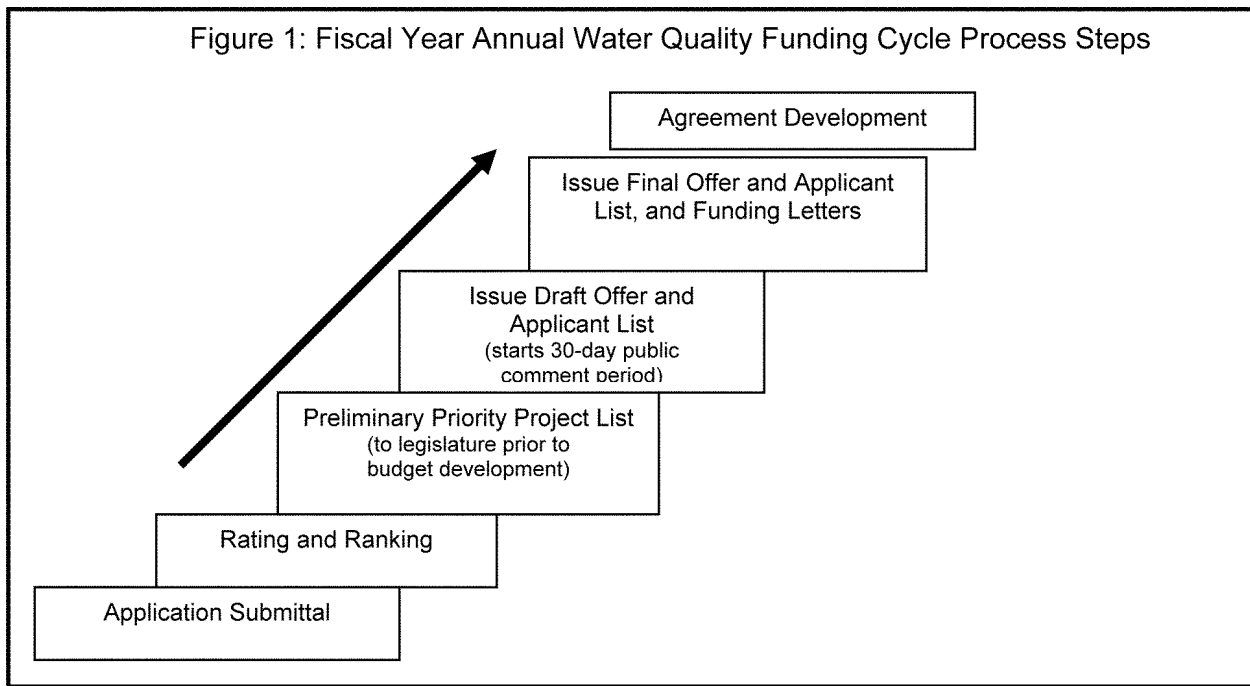 Figure 1: Fiscal Year Annual Water Quality Funding Cycle Process Steps
Agreement Development
Issue Final Offer and Applicant
List, and Funding Letters
Issue Draft Offer and
Applicant List
(starts 30-day public
comment period)
Preliminary Priority Project List
(to legislature prior to
budget development)
Rating and Ranking
Application Submittal